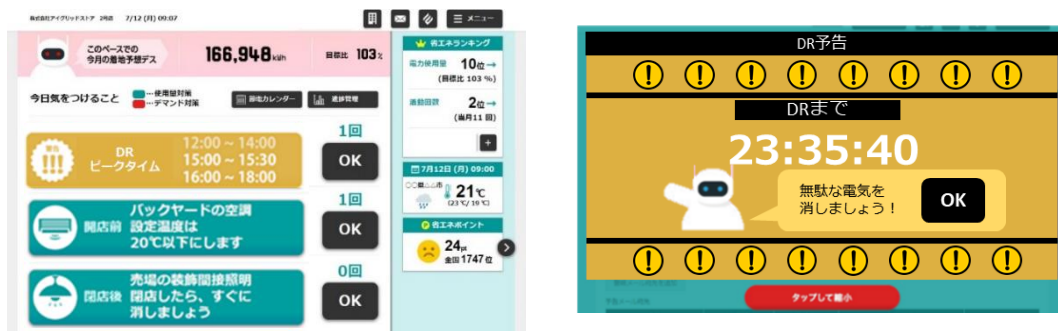 株式会社アイグリッドストア 2号店 7/12 (月) 09:07
メニュー
このペースでの
今月の着地予想デス
166,948 kWh
目標比 103%
今日気をつけること
…使用量対策
…デマンド対策
節電カレンダー
進捗管理
警告
DR
ピークタイム
12:00 ~ 14:00
15:00 ~ 15:30
16:00 ~ 18:00
1回
OK
開店前
バックヤードの空調
設定温度は
20℃以下にします
1回
OK
閉店後
売場の装飾間接照明
閉店したら、すぐに
消しましょう
0回
OK
省エネランキング
電力使用量 10位→
(目標比 103 %)
2位→
(当月11 回)
+
7月12日 (月) 09:00
○○県△△市
21℃
(23 ℃/ 19 ℃)
P 省エネポイント
24pt
全国 1747 位
DR予告
DRまで
23:35:40
無駄な電気を
消しましょう！
OK
タップして縮小